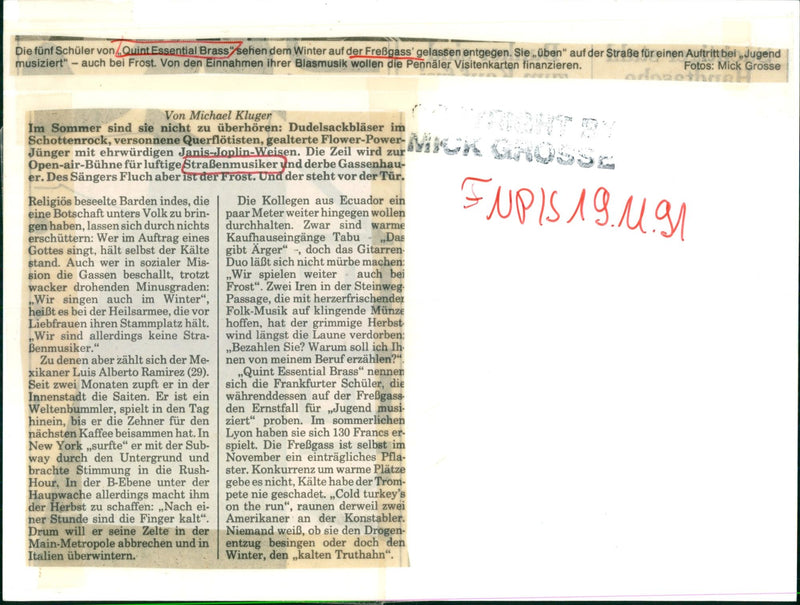 Die fünf Schüler von „Quint Essential Brass“ sehen dem Winter auf der Freßgass' gelassen entgegen. Sie „üben“ auf der Straße für einen Auftritt bei „Jugend
musiziert“ – auch bei Frost. Von den Einnahmen ihrer Blasmusik wollen die Pennäler Visitenkarten finanzieren. Fotos: Mick Grosse
Von Michael Kluger
Im Sommer sind sie nicht zu überhören: Dudelsackbläser im
Schottenrock, versonnene Querflötisten, gealterte Flower-Power-
Jünger mit ehrwürdigen Janis-Joplin-Weisen. Die Zeil wird zur
Open-air-Bühne für luftige Straßenmusiker und derbe Gassenhau-
er. Des Sängers Fluch aber ist der Frost. Und der steht vor der Tür.
Religiös beseelte Barden indes, die
eine Botschaft unters Volk zu brin-
gen haben, lassen sich durch nichts
erschüttern: Wer im Auftrag eines
Gottes singt, hält selbst der Kälte
stand. Auch wer in sozialer Mis-
sion die Gassen beschallt, trotzt
wacker drohenden Minusgraden:
„Wir singen auch im Winter“,
heißt es bei der Heilsarmee, die vor
Liebfrauen ihren Stammplatz hält.
„Wir sind allerdings keine Stra-
ßenmusiker.“
Zu denen aber zählt sich der Me-
xikaner Luis Alberto Ramirez (29).
Seit zwei Monaten zupft er in der
Innenstadt die Saiten. Er ist ein
Weltenbummler, spielt in den Tag
hinein, bis er die Zehner für den
nächsten Kaffee beisammen hat. In
New York „surfte“ er mit der Sub-
way durch den Untergrund und
brachte Stimmung in die Rush-
Hour. In der B-Ebene unter der
Haupwache allerdings macht ihm
der Herbst zu schaffen: „Nach ei-
ner Stunde sind die Finger kalt“.
Drum will er seine Zelte in der
Main-Metropole abbrechen und in
Italien überwintern.
Die Kollegen aus Ecuador ein
paar Meter weiter hingegen wollen
durchhalten. Zwar sind warme
Kaufhauseingänge Tabu - „Das
gibt Ärger“ -, doch das Gitarren-
Duo läßt sich nicht mürbe machen:
„Wir spielen weiter - auch bei
Frost“. Zwei Iren in der Steinweg-
Passage, die mit herzerfrischender
Folk-Musik auf klingende Münze
hoffen, hat der grimmige Herbst-
wind längst die Laune verdorben:
„Bezahlen Sie? Warum soll ich Ih-
nen von meinem Beruf erzählen?“
„Quint Essential Brass“ nennen
sich die Frankfurter Schüler, die
währenddessen auf der Freßgass-
den Ernstfall für „Jugend musi-
ziert“ proben. Im sommerlichen
Lyon haben sie sich 130 Francs er-
spielt. Die Freßgass ist selbst im
November ein einträgliches Pfla-
ster. Konkurrenz um warme Plätze
gebe es nicht, Kälte habe der Trom-
pete nie geschadet. „Cold turkey's
on the run“, raunen derweil zwei
Amerikaner an der Konstabler.
Niemand weiß, ob sie den Drogen-
entzug besingen oder doch den
Winter, den „kalten Truthahn“.
COPYRIGHT BY
MICK GROSSE
FNP/S 19.11.91